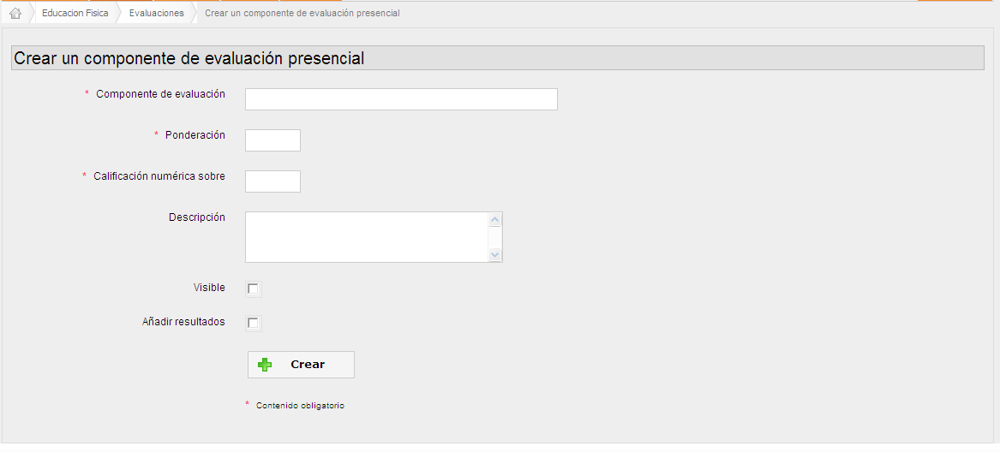 Educacion Fisica Evaluaciones Crear un componente de evaluación presencial
Crear un componente de evaluación presencial
* Componente de evaluación
* Ponderación
* Calificación numérica sobre
Descripción
Visible
Añadir resultados
Crear
* Contenido obligatorio